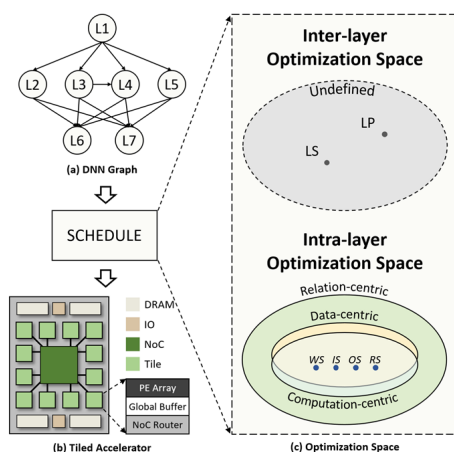 L1
L2
L3
L4
L5
L6
L7
(a) DNN Graph
SCHEDULE
DRAM
IO
NoC
Tile
PE Array
Global Buffer
NoC Router
(b) Tiled Accelerator
Inter-layer
Optimization Space
Undefined
LP
LS
Intra-layer
Optimization Space
Relation-centric
Data-centric
WS IS OS RS
Computation-centric
(c) Optimization Space